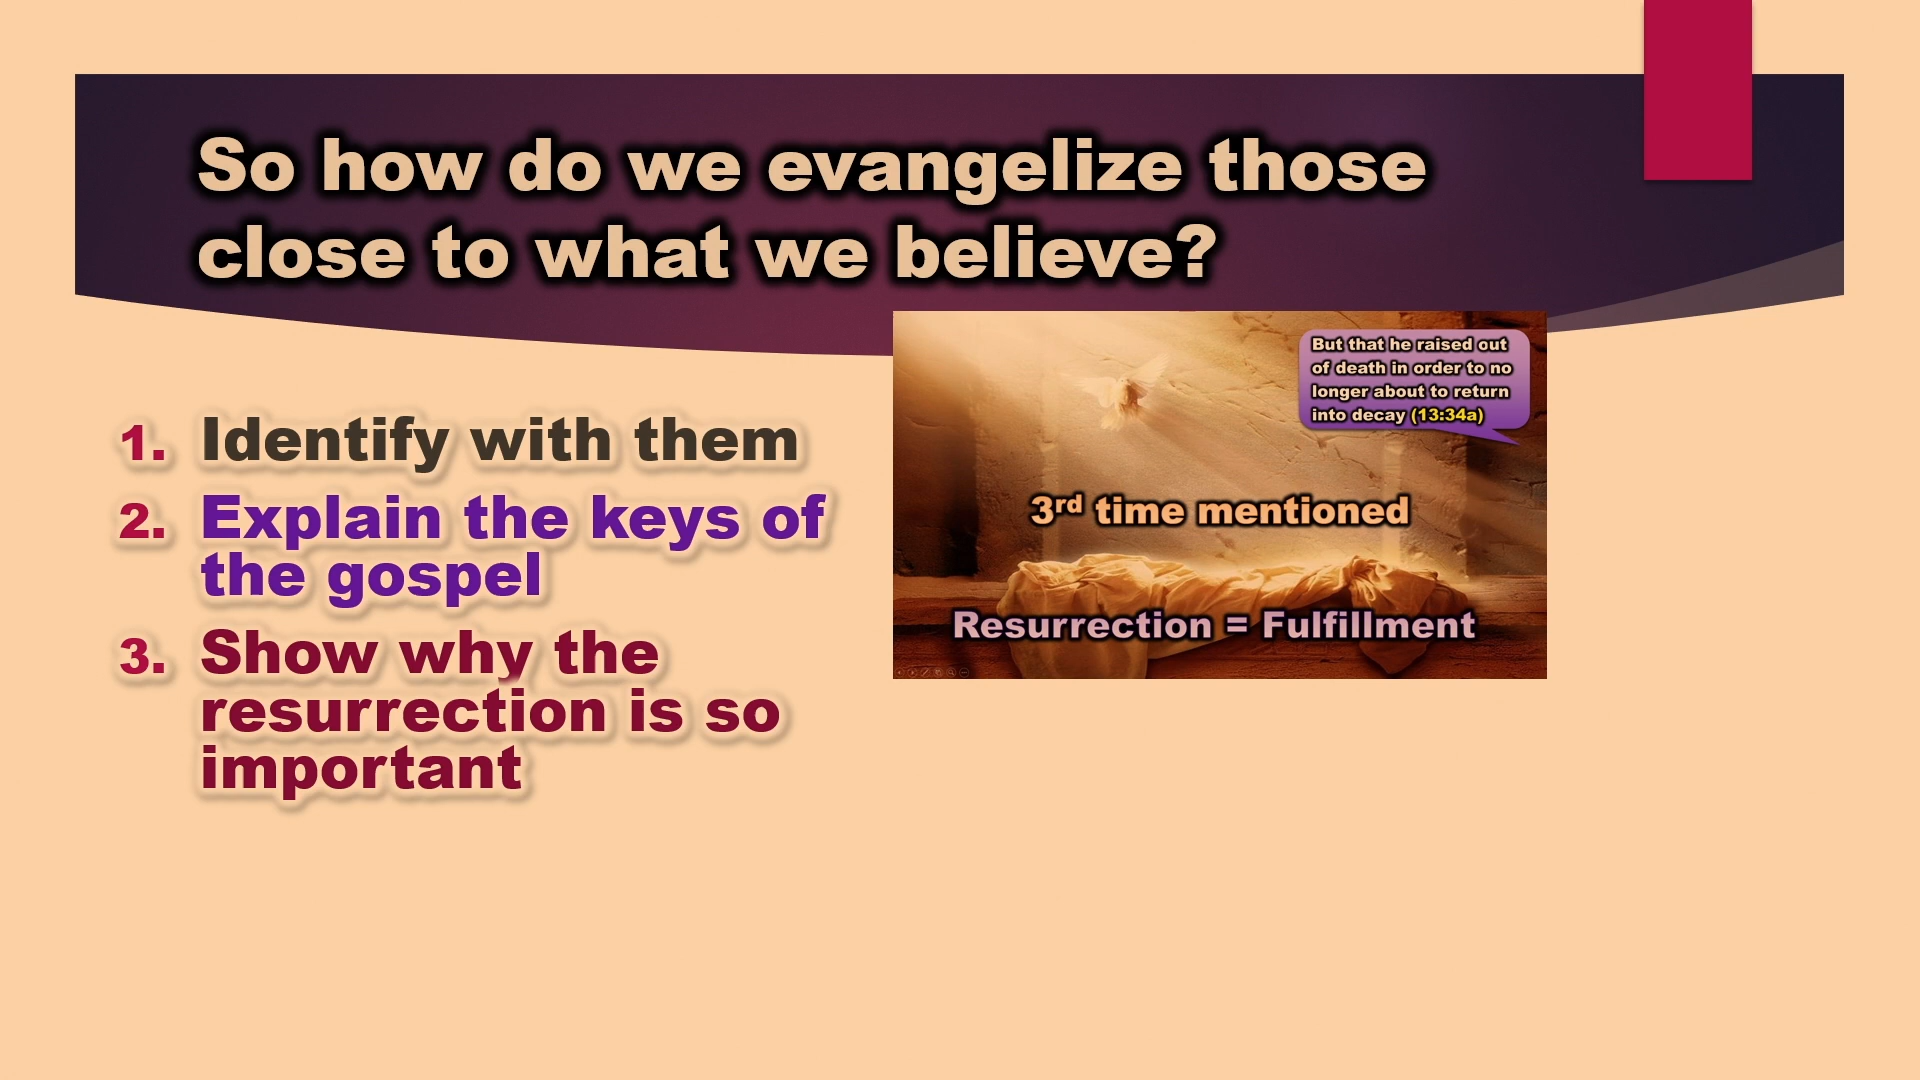 So how do we evangelize those
close to what we believe?
1. Identify with them
2. Explain the keys of
the gospel
3. Show why the
resurrection is so
important
But that he raised out
of death in order to no
longer about to return
into decay (13:34a)
3rd time mentioned
Resurrection = Fulfillment